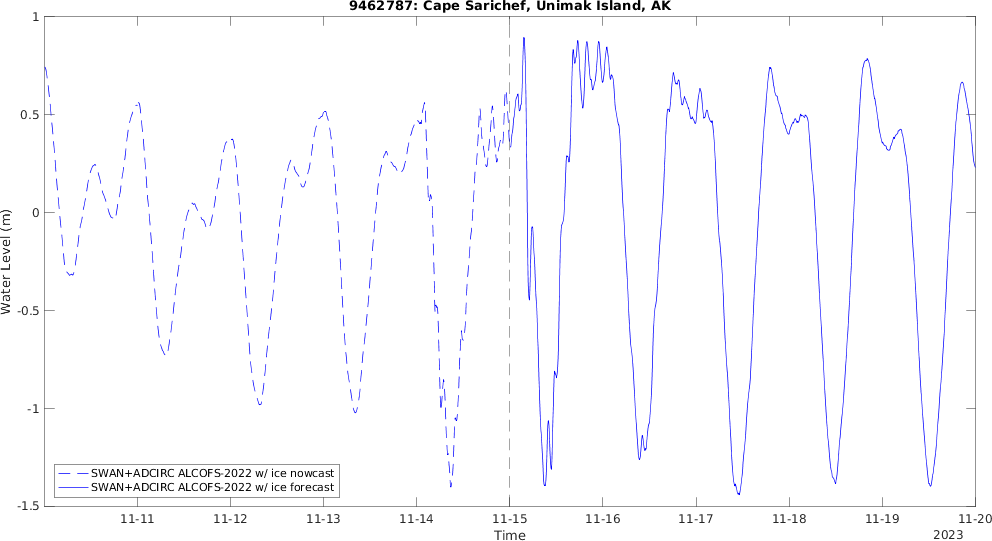 9462787: Cape Sarichef, Unimak Island, AK
1
0.5
0
-0.5
-1
-1.5
Water Level (m)
SWAN+ADCIRC ALCOFS-2022 w/ ice nowcast
SWAN+ADCIRC ALCOFS-2022 w/ ice forecast
11-11 11-12 11-13 11-14 11-15 11-16 11-17 11-18 11-19 11-20
Time
2023